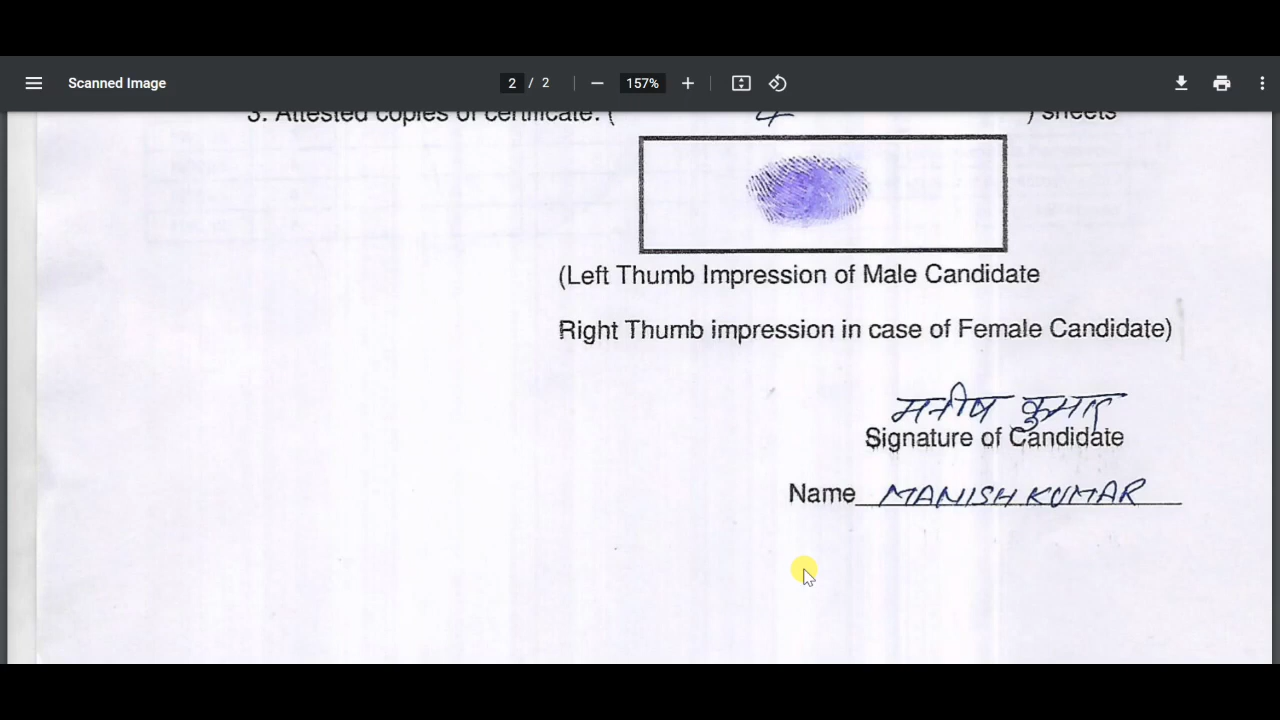 Scanned Image
2 / 2
157%
3. Attested copies of certificate. ( 4 ) sheets
(Left Thumb Impression of Male Candidate
Right Thumb impression in case of Female Candidate)
मनीष कुमार
Signature of Candidate
Name MANISH KUMAR